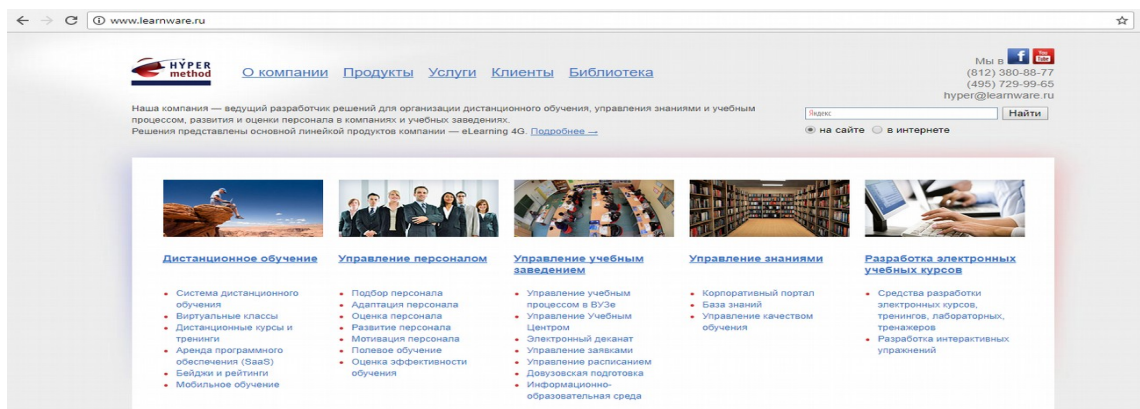 www.learnware.ru
HÝPER
method
О компании Продукты Услуги Клиенты Библиотека
Мы в f You Tube
(812) 380-88-77
(495) 729-99-65
hyper@learnware.ru
Наша компания — ведущий разработчик решений для организации дистанционного обучения, управления знаниями и учебным
процессом, развития и оценки персонала в компаниях и учебных заведениях.
Решения представлены основной линейкой продуктов компании — eLearning 4G. Подробнее →
Яндекс Найти
на сайте в интернете
Дистанционное обучение
Система дистанционного
обучения
Виртуальные классы
Дистанционные курсы и
тренинги
Аренда программного
обеспечения (SaaS)
Бейджи и рейтинги
Мобильное обучение
Управление персоналом
Подбор персонала
Адаптация персонала
Оценка персонала
Развитие персонала
Мотивация персонала
Полевое обучение
Оценка эффективности
обучения
Управление учебным
заведением
Управление учебным
процессом в ВУЗе
Управление Учебным
Центром
Электронный деканат
Управление заявками
Управление расписанием
Довузовская подготовка
Информационно-
образовательная среда
Управление знаниями
Корпоративный портал
База знаний
Управление качеством
обучения
Разработка электронных
учебных курсов
Средства разработки
электронных курсов,
тренингов, лабораторных,
тренажеров
Разработка интерактивных
упражнений